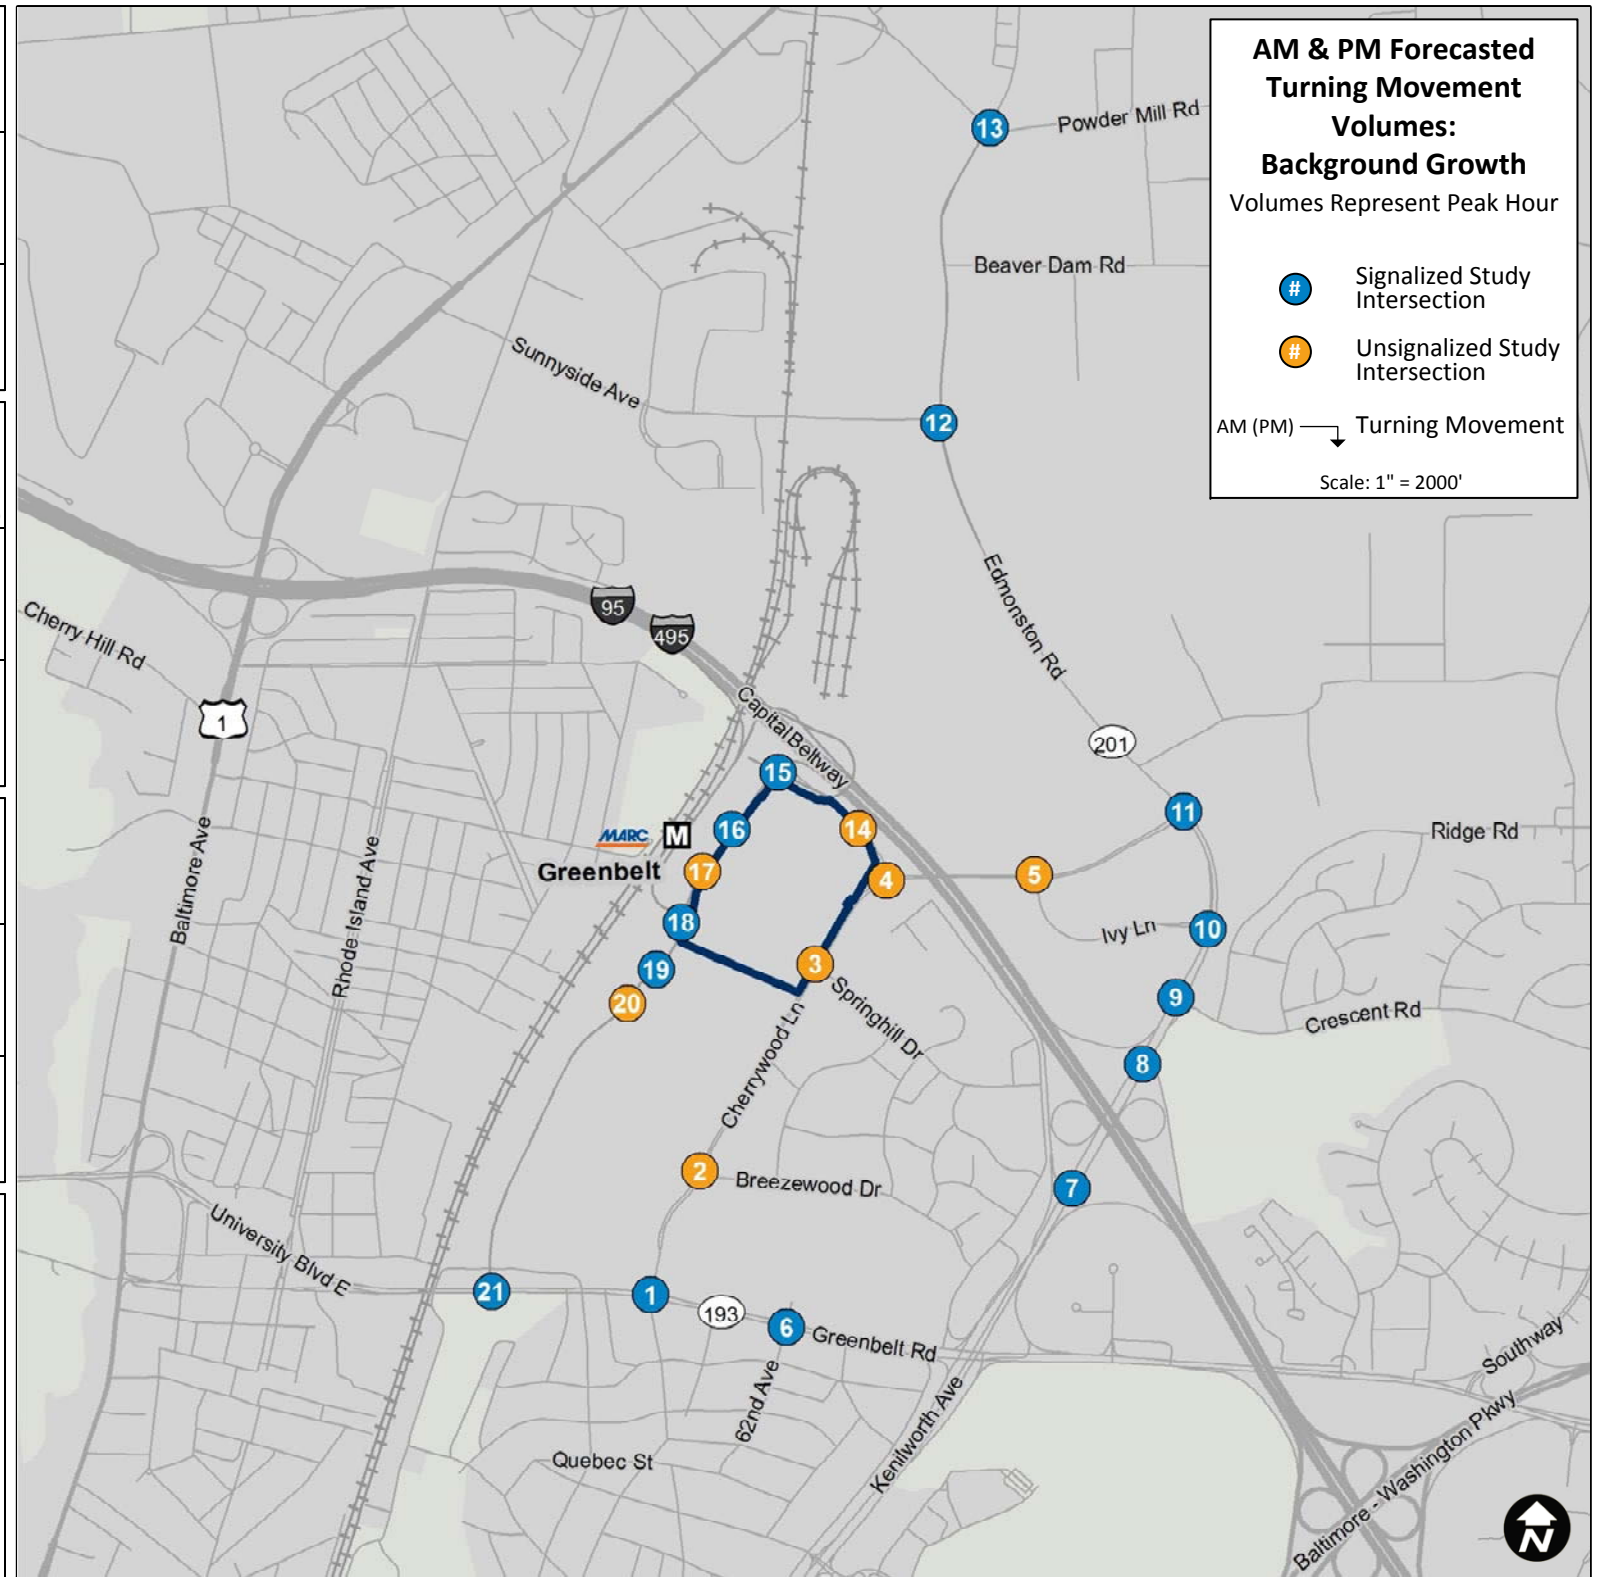 AM & PM Forecasted
Turning Movement
Volumes:
Background Growth
Volumes Represent Peak Hour
# Signalized Study
Intersection
# Unsignalized Study
Intersection
AM (PM) Turning Movement
Scale: 1" = 2000'
13
Powder Mill Rd
Beaver Dam Rd
Sunnyside Ave
12
Edmonston Rd
95
495
Cherry Hill Rd
1
Capital Beltway
201
15
11
16
14
Ridge Rd
MARC M
Greenbelt
17
4
5
Baltimore Ave
Rhode Island Ave
18
Ivy Ln
10
19
3
20
Springhill Dr
9
Crescent Rd
Cherrywood Ln
8
2
Breezewood Dr
7
University Blvd E
21
1
193
6
Greenbelt Rd
Southway
62nd Ave
Kenilworth Ave
Quebec St
Baltimore - Washington Pkwy
N